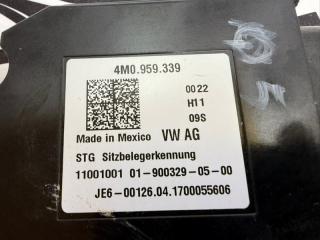 4M0.959.339
0022
H11
09S
Made in Mexico VW AG
STG Sitzbelegerkennung
11001001 01-900329-05-00
JE6-00126.04.1700055606